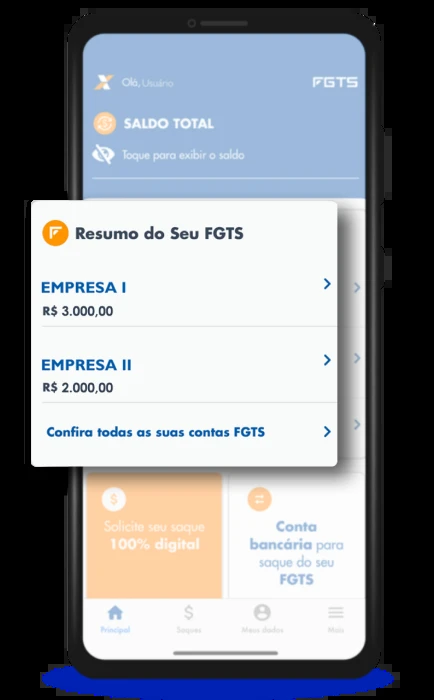 Olá, Usuário
FGTS
SALDO TOTAL
Toque para exibir o saldo
Resumo do Seu FGTS
EMPRESA I
R$ 3.000,00
EMPRESA II
R$ 2.000,00
Confira todas as suas contas FGTS
Solicite seu saque
100% digital
Conta
bancária para
saque do seu
FGTS
Principal
Saques
Meus dados
Mais